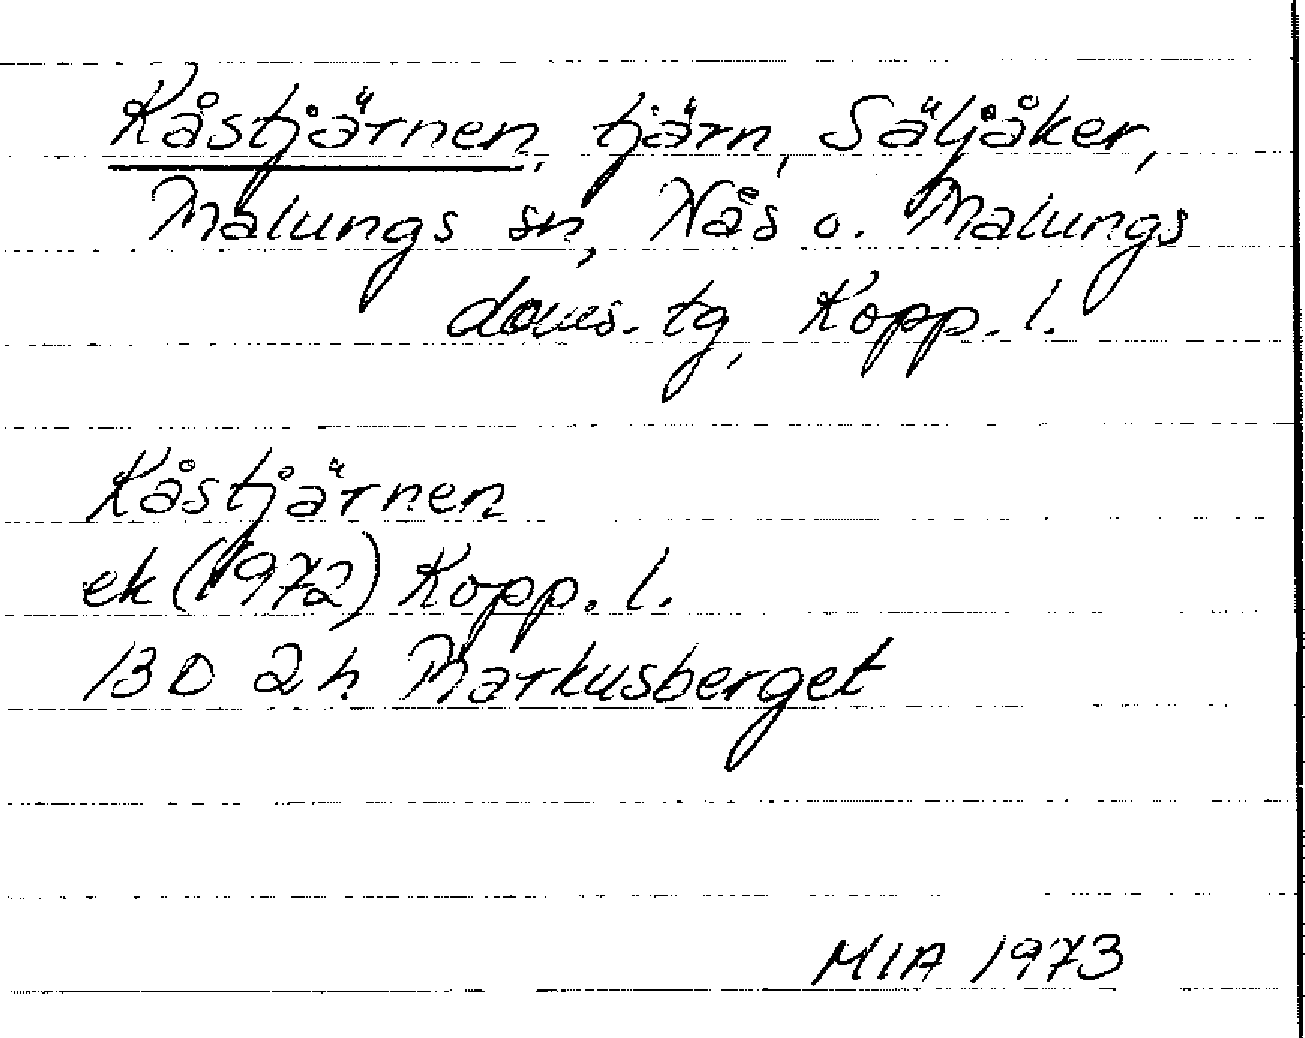 Kåstjärnen, tjärn, Säljåker,
Malungs sn, Nås o. Malungs
doms. tg, Kopp. l.
Kåstjärnen
ek (1972) Kopp. l.
13 D 2 h Markusberget
MIA 1973